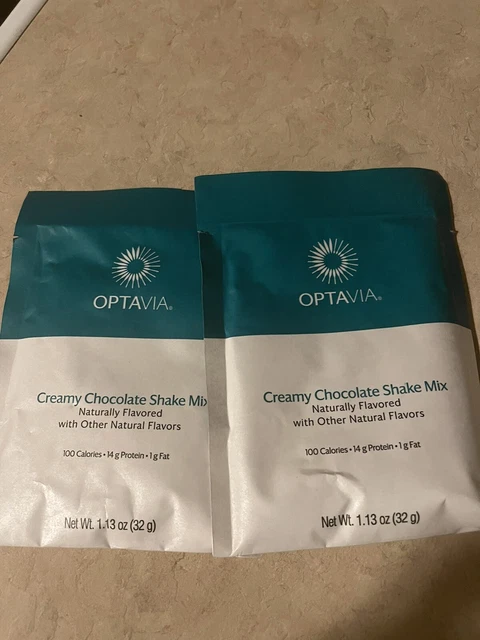 OPTAVIA®
Creamy Chocolate Shake Mix
Naturally Flavored
with Other Natural Flavors
100 Calories • 14 g Protein • 1 g Fat
Net Wt. 1.13 oz (32 g)
OPTAVIA®
Creamy Chocolate Shake Mix
Naturally Flavored
with Other Natural Flavors
100 Calories • 14 g Protein • 1 g Fat
Net Wt. 1.13 oz (32 g)